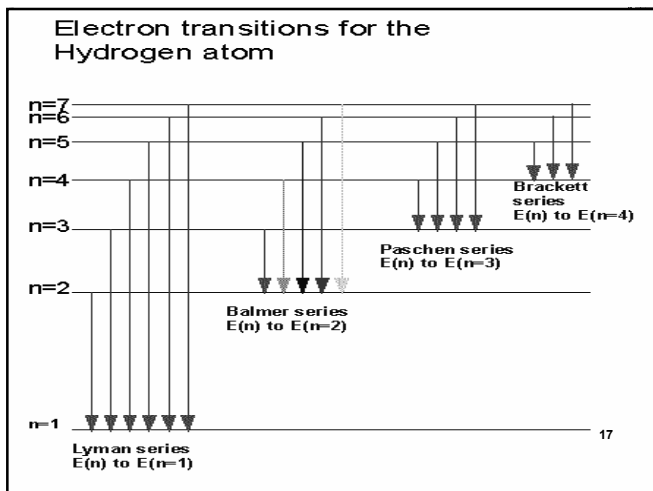 Electron transitions for the
Hydrogen atom
n=7
n=6
n=5
n=4
n=3
n=2
n=1
Brackett
series
E(n) to E(n=4)
Paschen series
E(n) to E(n=3)
Balmer series
E(n) to E(n=2)
Lyman series
E(n) to E(n=1)
17